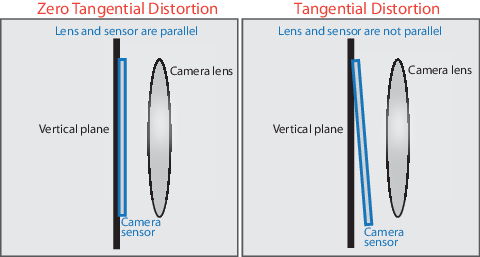 Zero Tangential Distortion
Lens and sensor are parallel
Camera lens
Vertical plane
Camera
sensor
Tangential Distortion
Lens and sensor are not parallel
Camera lens
Vertical plane
Camera
sensor